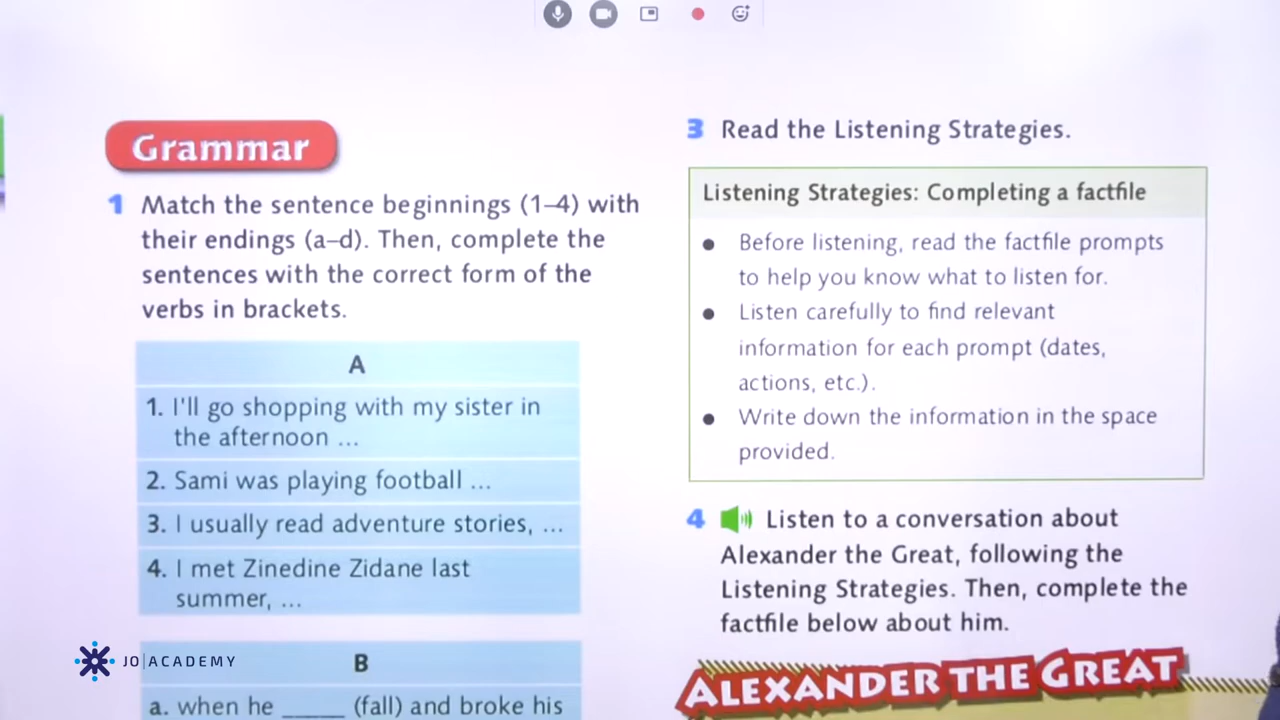 Grammar
1 Match the sentence beginnings (1–4) with
their endings (a–d). Then, complete the
sentences with the correct form of the
verbs in brackets.
A
1. I'll go shopping with my sister in
the afternoon ...
2. Sami was playing football ...
3. I usually read adventure stories, ...
4. I met Zinedine Zidane last
summer, ...
B
a. when he _____ (fall) and broke his
JO|ACADEMY
3 Read the Listening Strategies.
Listening Strategies: Completing a factfile
● Before listening, read the factfile prompts
to help you know what to listen for.
● Listen carefully to find relevant
information for each prompt (dates,
actions, etc.).
● Write down the information in the space
provided.
4 Listen to a conversation about
Alexander the Great, following the
Listening Strategies. Then, complete the
factfile below about him.
ALEXANDER THE GREAT